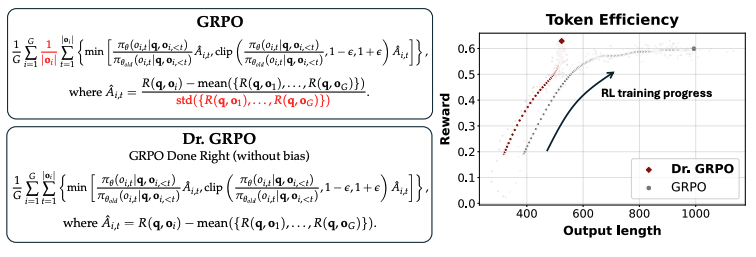 GRPO
$\frac{1}{G}\sum_{i=1}^{G}\frac{1}{|\mathbf{o}_i|}\sum_{t=1}^{|\mathbf{o}_i|}\left\{\min\left[\frac{\pi_\theta(o_{i,t}|\mathbf{q},\mathbf{o}_{i,<t})}{\pi_{\theta_{old}}(o_{i,t}|\mathbf{q},\mathbf{o}_{i,<t})}\hat{A}_{i,t},\text{clip}\left(\frac{\pi_\theta(o_{i,t}|\mathbf{q},\mathbf{o}_{i,<t})}{\pi_{\theta_{old}}(o_{i,t}|\mathbf{q},\mathbf{o}_{i,<t})},1-\epsilon,1+\epsilon\right)\hat{A}_{i,t}\right]\right\},$
where $\hat{A}_{i,t}=\frac{R(\mathbf{q},\mathbf{o}_i)-\text{mean}(\{R(\mathbf{q},\mathbf{o}_1),\ldots,R(\mathbf{q},\mathbf{o}_G)\})}{\text{std}(\{R(\mathbf{q},\mathbf{o}_1),\ldots,R(\mathbf{q},\mathbf{o}_G)\})}.$
Dr. GRPO
GRPO Done Right (without bias)
$\frac{1}{G}\sum_{i=1}^{G}\sum_{t=1}^{|\mathbf{o}_i|}\left\{\min\left[\frac{\pi_\theta(o_{i,t}|\mathbf{q},\mathbf{o}_{i,<t})}{\pi_{\theta_{old}}(o_{i,t}|\mathbf{q},\mathbf{o}_{i,<t})}\hat{A}_{i,t},\text{clip}\left(\frac{\pi_\theta(o_{i,t}|\mathbf{q},\mathbf{o}_{i,<t})}{\pi_{\theta_{old}}(o_{i,t}|\mathbf{q},\mathbf{o}_{i,<t})},1-\epsilon,1+\epsilon\right)\hat{A}_{i,t}\right]\right\},$
where $\hat{A}_{i,t}=R(\mathbf{q},\mathbf{o}_i)-\text{mean}(\{R(\mathbf{q},\mathbf{o}_1),\ldots,R(\mathbf{q},\mathbf{o}_G)\}).$
Token Efficiency
Reward
0.6
0.5
0.4
0.3
0.2
0.1
0.0
RL training progress
Dr. GRPO
GRPO
400 600 800 1000
Output length